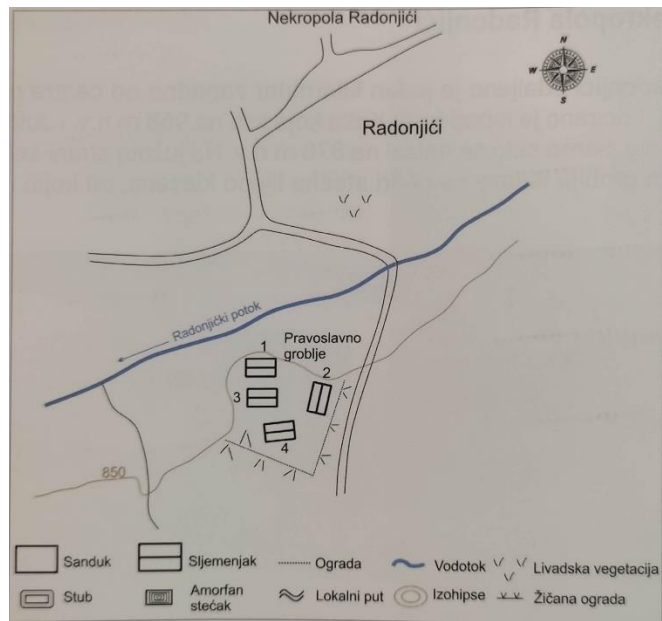 Nekropola Radonjići
N
W
E
S
Radonjići
Radonjićki potok
Pravoslavno
groblje
1
2
3
4
850
Sanduk
Sljemenjak
Ograda
Vodotok
Livadska vegetacija
Stub
Amorfan
stećak
Lokalni put
Izohipse
Žičana ograda